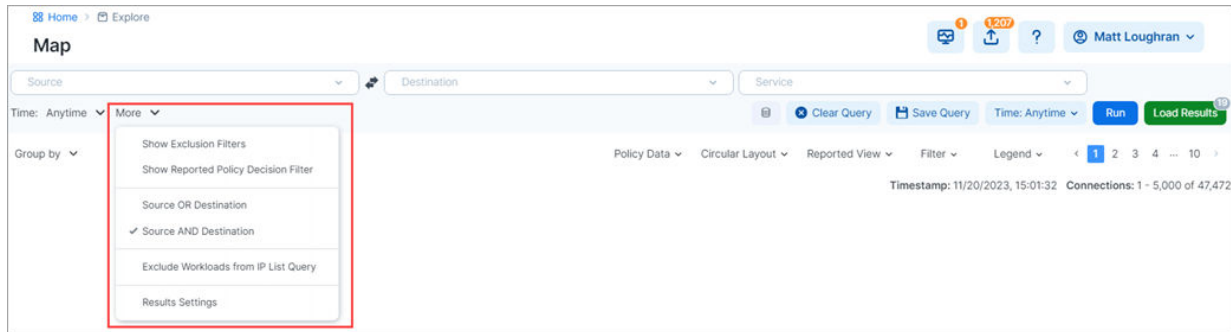 Home > Explore
Map
1
1,207
?
Matt Loughran
Source
Destination
Service
Time: Anytime
More
Clear Query
Save Query
Time: Anytime
Run
Load Results
19
Show Exclusion Filters
Show Reported Policy Decision Filter
Source OR Destination
✓ Source AND Destination
Exclude Workloads from IP List Query
Results Settings
Group by
Policy Data
Circular Layout
Reported View
Filter
Legend
< 1 2 3 4 ... 10 >
Timestamp: 11/20/2023, 15:01:32 Connections: 1 - 5,000 of 47,472